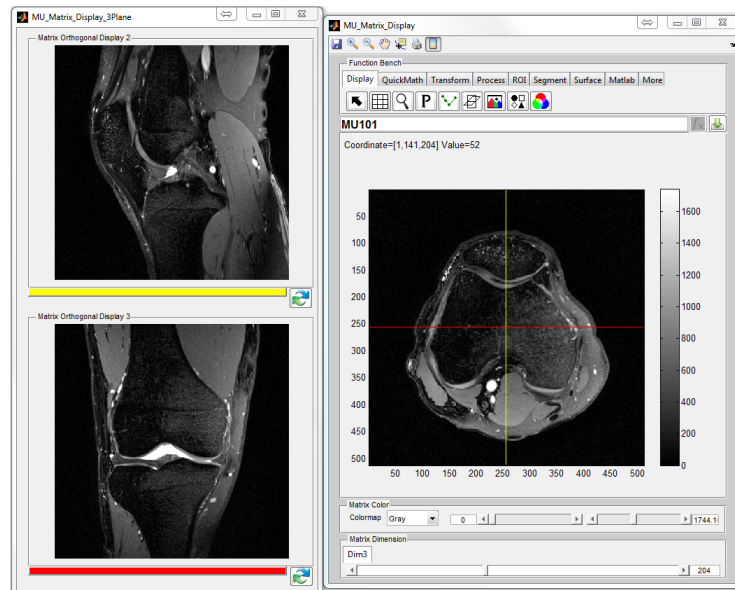 MU_Matrix_Display_3Plane
Matrix Orthogonal Display 2
Matrix Orthogonal Display 3
MU_Matrix_Display
Function Bench
Display QuickMath Transform Process ROI Segment Surface Matlab More
P
MU101
Coordinate=[1,141,204] Value=52
50
100
150
200
250
300
350
400
450
500
50 100 150 200 250 300 350 400 450 500
1600
1400
1200
1000
800
600
400
200
0
Matrix Color
Colormap Gray 0 1744.1
Matrix Dimension
Dim3
204